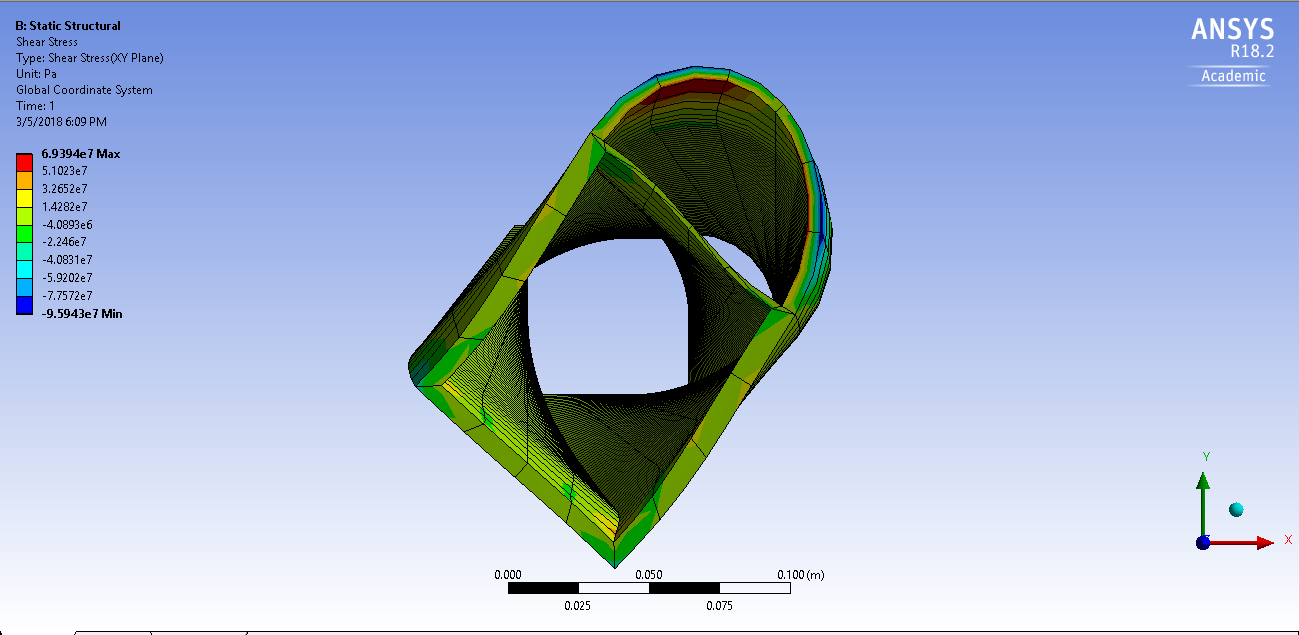 B: Static Structural
Shear Stress
Type: Shear Stress(XY Plane)
Unit: Pa
Global Coordinate System
Time: 1
3/5/2018 6:09 PM
6.9394e7 Max
5.1023e7
3.2652e7
1.4282e7
-4.0893e6
-2.246e7
-4.0831e7
-5.9202e7
-7.7572e7
-9.5943e7 Min
ANSYS
R18.2
Academic
0.000 0.050 0.100 (m)
0.025 0.075
Y
X